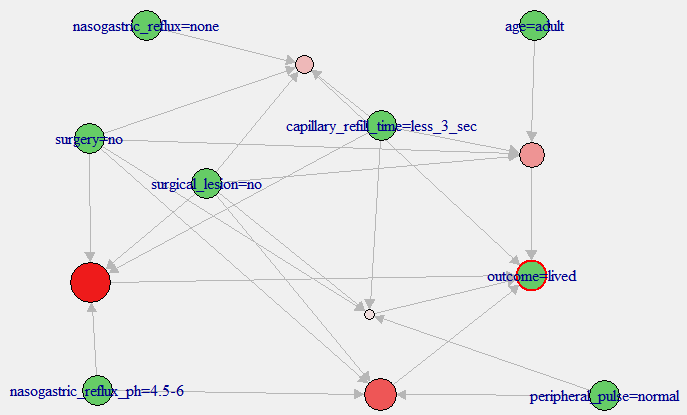 nasogastric_reflux=none
age=adult
capillary_refill_time=less_3_sec
surgery=no
surgical_lesion=no
outcome=lived
nasogastric_reflux_ph=4.5-6
peripheral_pulse=normal